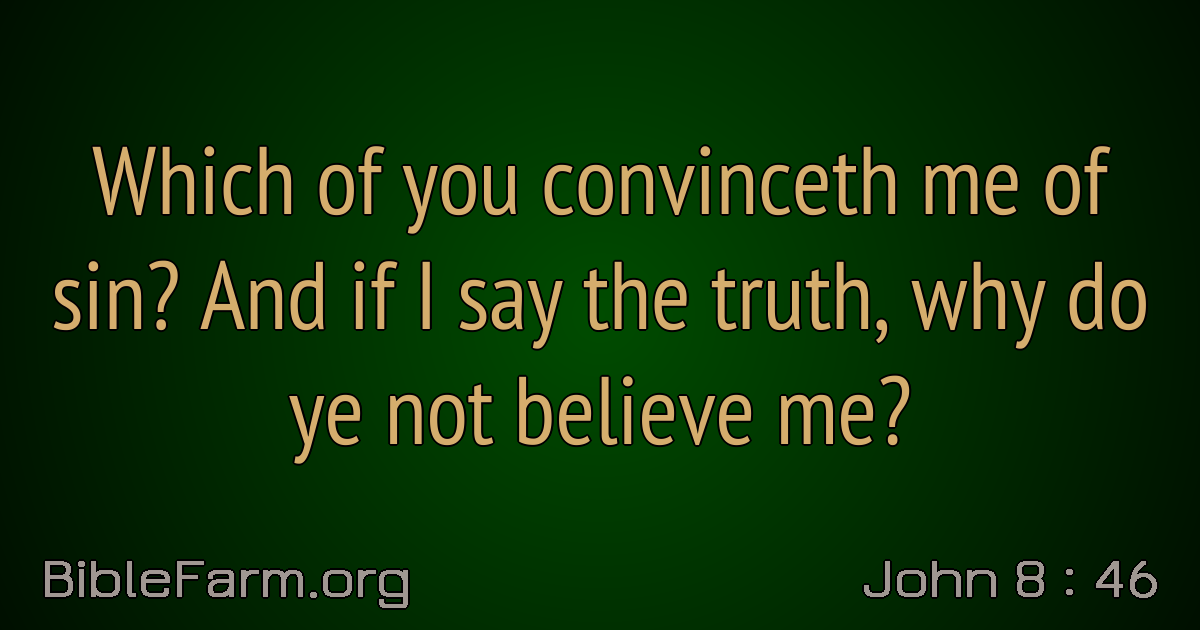 Which of you convinceth me of
sin? And if I say the truth, why do
ye not believe me?
BibleFarm.org
John 8 : 46